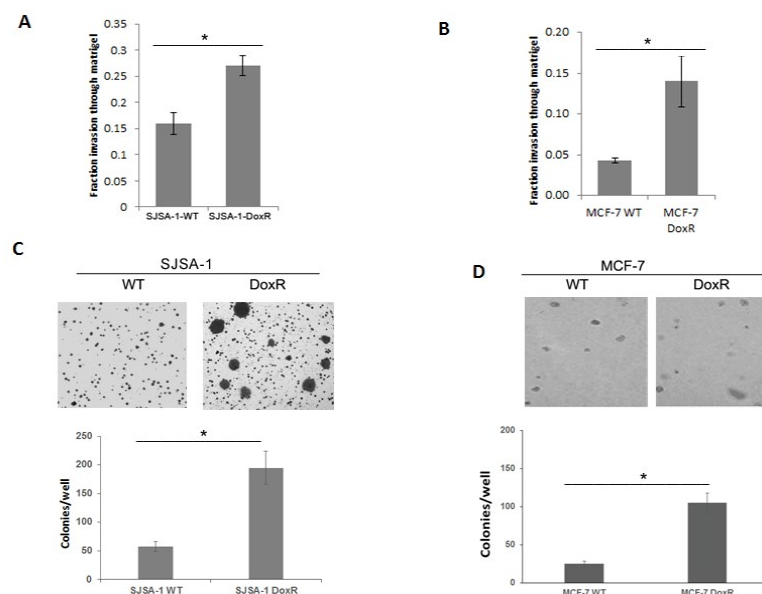 A
Fraction invasion through matrigel
0.35
0.3
0.25
0.2
0.15
0.1
0.05
0
*
SJSA-1-WT SJSA-1-DoxR
B
Fraction invasion through matrigel
0.20
0.15
0.10
0.05
0.00
*
MCF-7 WT MCF-7
DoxR
C
SJSA-1
WT DoxR
Colonies/well
250
200
150
100
50
0
*
SJSA-1 WT SJSA-1 DoxR
D
MCF-7
WT DoxR
Colonies/well
200
150
100
50
0
*
MCF-7 WT MCF-7 DoxR